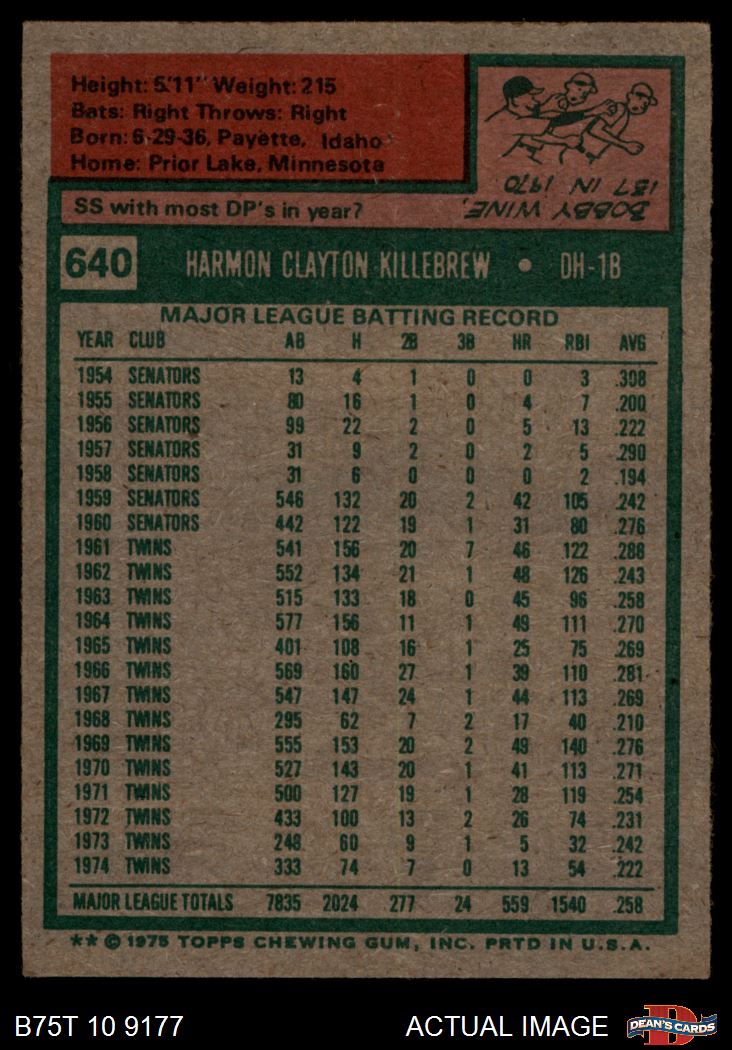 Height: 5'11" Weight: 215
Bats: Right Throws: Right
Born: 6-29-36, Payette, Idaho
Home: Prior Lake, Minnesota
SS with most DP's in year?
BOBBY WINE,
137 IN 1970
640 HARMON CLAYTON KILLEBREW • DH-1B
MAJOR LEAGUE BATTING RECORD
YEAR CLUB AB H 2B 3B HR RBI AVG
1954 SENATORS 13 4 1 0 0 3 .308
1955 SENATORS 80 16 1 0 4 7 .200
1956 SENATORS 99 22 2 0 5 13 .222
1957 SENATORS 31 9 2 0 2 5 .290
1958 SENATORS 31 6 0 0 0 2 .194
1959 SENATORS 546 132 20 2 42 105 .242
1960 SENATORS 442 122 19 1 31 80 .276
1961 TWINS 541 156 20 7 46 122 .288
1962 TWINS 552 134 21 1 48 126 .243
1963 TWINS 515 133 18 0 45 96 .258
1964 TWINS 577 156 11 1 49 111 .270
1965 TWINS 401 108 16 1 25 75 .269
1966 TWINS 569 160 27 1 39 110 .281
1967 TWINS 547 147 24 1 44 113 .269
1968 TWINS 295 62 7 2 17 40 .210
1969 TWINS 555 153 20 2 49 140 .276
1970 TWINS 527 143 20 1 41 113 .271
1971 TWINS 500 127 19 1 28 119 .254
1972 TWINS 433 100 13 2 26 74 .231
1973 TWINS 248 60 9 1 5 32 .242
1974 TWINS 333 74 7 0 13 54 .222
MAJOR LEAGUE TOTALS 7835 2024 277 24 559 1540 .258
** © 1975 TOPPS CHEWING GUM, INC. PRTD IN U.S.A.
B75T 10 9177 ACTUAL IMAGE
D
DEAN'S CARDS